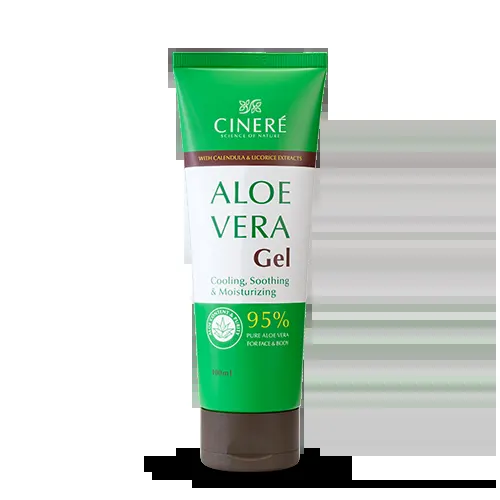 CINERÉ
SCIENCE OF NATURE
WITH CALENDULA & LICORICE EXTRACTS
ALOE
VERA
Gel
Cooling, Soothing
& Moisturizing
95%
PURE ALOE VERA
FOR FACE & BODY
100ml